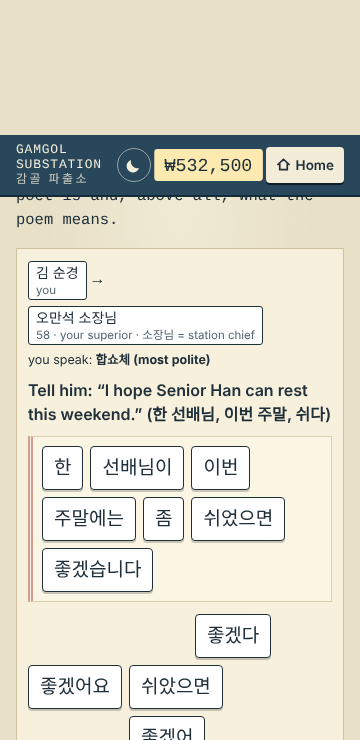 GAMGOL
SUBSTATION
감골 파출소
₩532,500
Home
poet is and, above all, what the
poem means.
김 순경
you
→
오만석 소장님
58 · your superior · 소장님 = station chief
you speak: 합쇼체 (most polite)
Tell him: “I hope Senior Han can rest
this weekend.” (한 선배님, 이번 주말, 쉬다)
한 선배님이 이번
주말에는 좀 쉬었으면
좋겠습니다
좋겠다
좋겠어요 쉬았으면
좋겠어